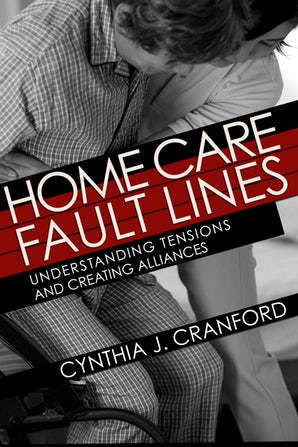 HOME CARE
FAULT LINES
UNDERSTANDING TENSIONS
AND CREATING ALLIANCES
CYNTHIA J. CRANFORD